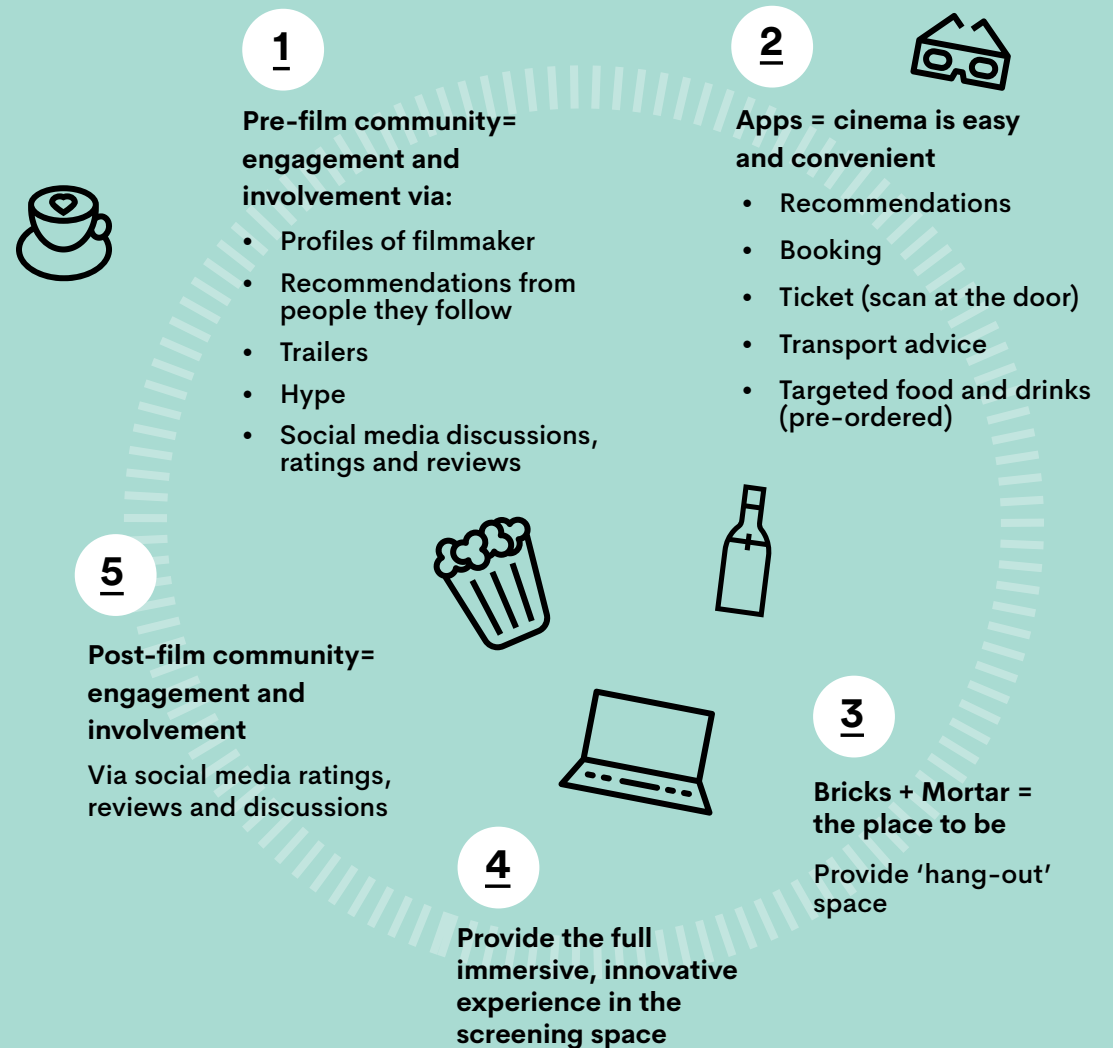 1
Pre-film community=
engagement and
involvement via:
• Profiles of filmmaker
• Recommendations from
people they follow
• Trailers
• Hype
• Social media discussions,
ratings and reviews
2
Apps = cinema is easy
and convenient
• Recommendations
• Booking
• Ticket (scan at the door)
• Transport advice
• Targeted food and drinks
(pre-ordered)
3
Bricks + Mortar =
the place to be
Provide ‘hang-out’
space
4
Provide the full
immersive, innovative
experience in the
screening space
5
Post-film community=
engagement and
involvement
Via social media ratings,
reviews and discussions